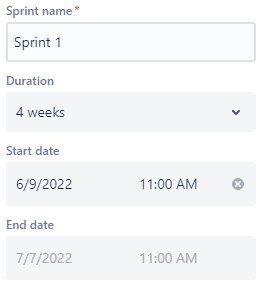 Sprint name*
Sprint 1
Duration
4 weeks
Start date
6/9/2022 11:00 AM
End date
7/7/2022 11:00 AM